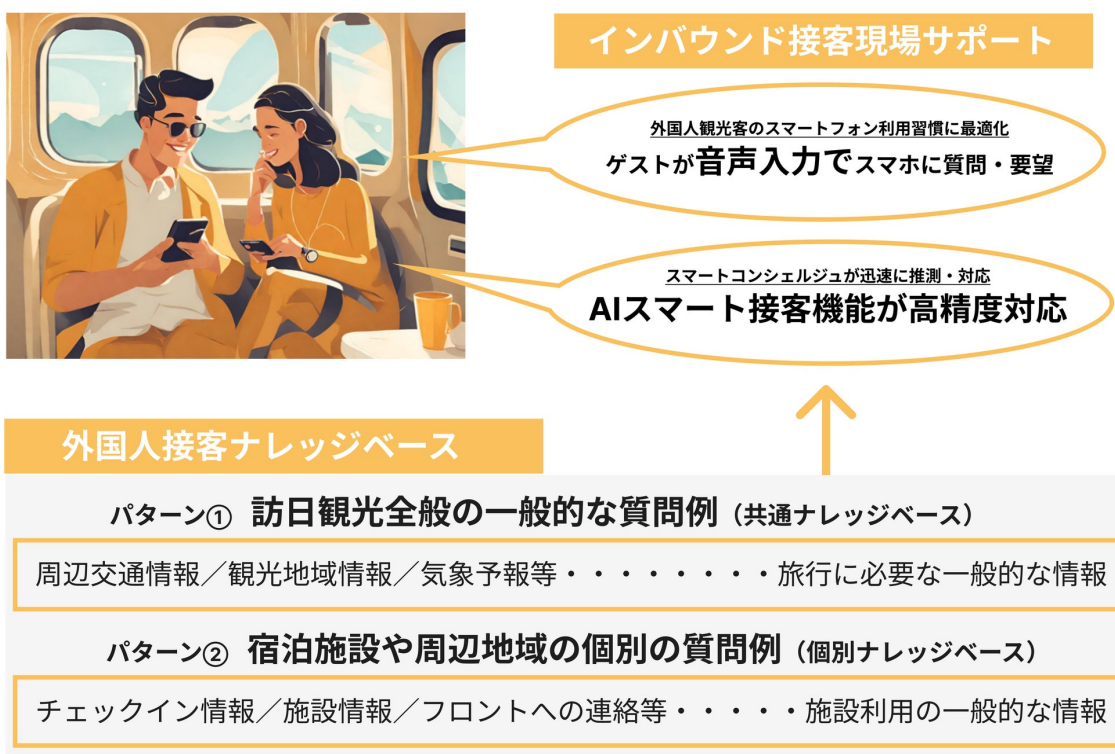 インバウンド接客現場サポート
外国人観光客のスマートフォン利用習慣に最適化
ゲストが音声入力でスマホに質問・要望
スマートコンシェルジュが迅速に推測・対応
AIスマート接客機能が高精度対応
外国人接客ナレッジベース
パターン① 訪日観光全般の一般的な質問例（共通ナレッジベース）
周辺交通情報／観光地域情報／気象予報等・・・・・・・・旅行に必要な一般的な情報
パターン② 宿泊施設や周辺地域の個別の質問例（個別ナレッジベース）
チェックイン情報／施設情報／フロントへの連絡等・・・・・施設利用の一般的な情報